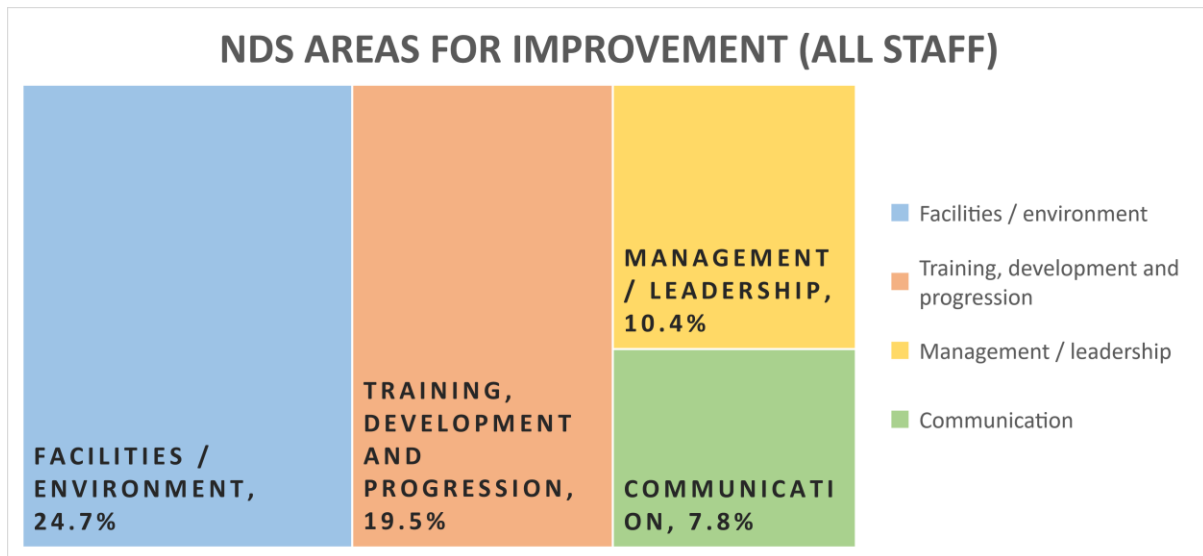 NDS AREAS FOR IMPROVEMENT (ALL STAFF)
FACILITIES /
ENVIRONMENT,
24.7%
TRAINING,
DEVELOPMENT
AND
PROGRESSION,
19.5%
MANAGEMENT
/ LEADERSHIP,
10.4%
COMMUNICATI
ON, 7.8%
Facilities / environment
Training, development and
progression
Management / leadership
Communication